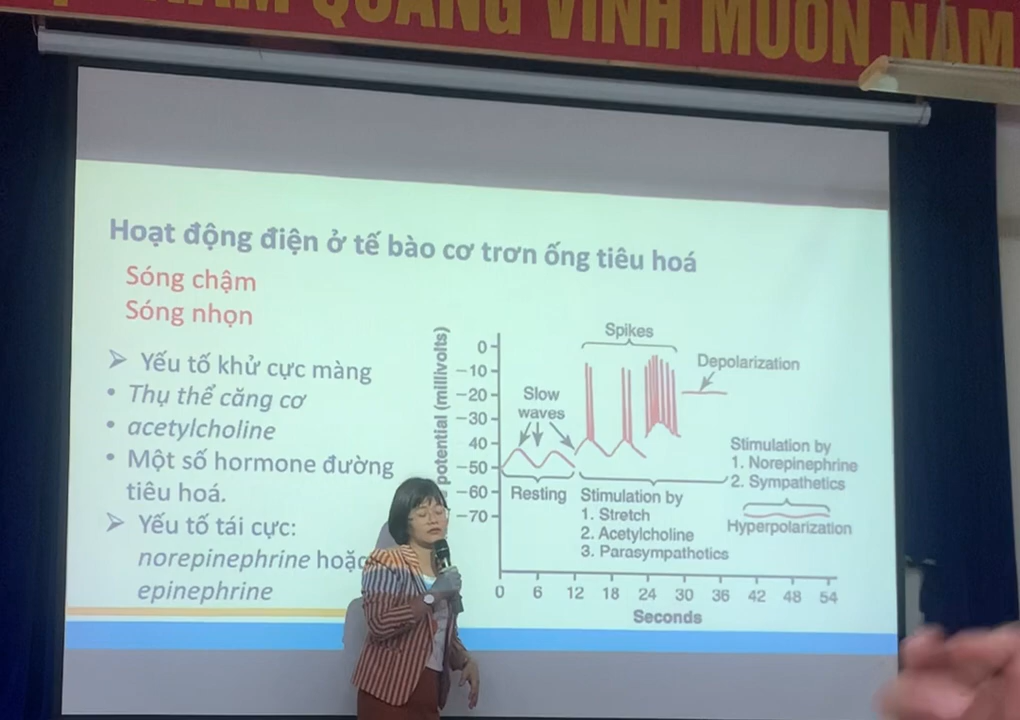 NAM QUANG VINH MUÔN NĂM
Hoạt động điện ở tế bào cơ trơn ống tiêu hoá
Sóng chậm
Sóng nhọn
➢ Yếu tố khử cực màng
• Thụ thể căng cơ
• acetylcholine
• Một số hormone đường
tiêu hoá.
➢ Yếu tố tái cực:
norepinephrine hoặc
epinephrine
potential (millivolts)
0
−10
−20
−30
40
−50
−60
−70
Slow
waves
Spikes
Depolarization
Resting
Stimulation by
1. Stretch
2. Acetylcholine
3. Parasympathotics
Stimulation by
1. Norepinephrine
2. Sympathetics
Hyperpolarization
0 6 12 18 24 30 36 42 48 54
Seconds